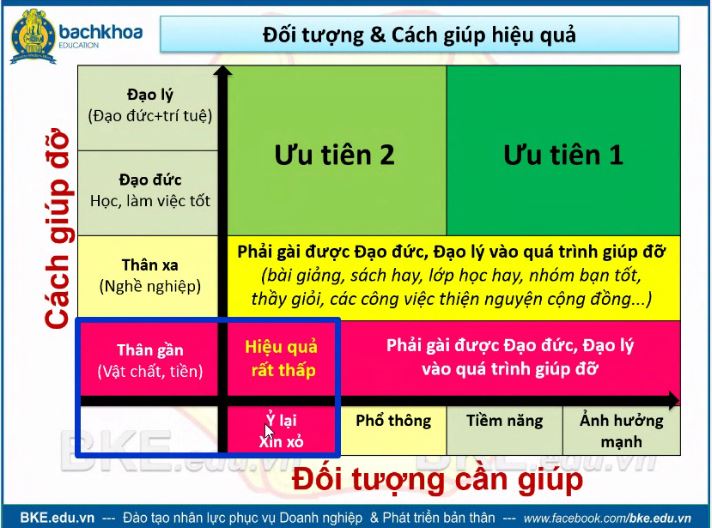 bachkhoa
EDUCATION
Đối tượng & Cách giúp hiệu quả
Cách giúp đỡ
Đạo lý
(Đạo đức+trí tuệ)
Đạo đức
Học, làm việc tốt
Ưu tiên 2
Ưu tiên 1
Thân xa
(Nghề nghiệp)
Phải gài được Đạo đức, Đạo lý vào quá trình giúp đỡ
(bài giảng, sách hay, lớp học hay, nhóm bạn tốt,
thầy giỏi, các công việc thiện nguyện cộng đồng...)
Thân gần
(Vật chất, tiền)
Hiệu quả
rất thấp
Phải gài được Đạo đức, Đạo lý
vào quá trình giúp đỡ
Ỷ lại
Xin xỏ
Phổ thông
Tiềm năng
Ảnh hưởng
mạnh
BKE.edu.vn
BKE.edu.vn
Đối tượng cần giúp
BKE.edu.vn --- Đào tạo nhân lực phục vụ Doanh nghiệp & Phát triển bản thân --- www.facebook.com/bke.edu.vn